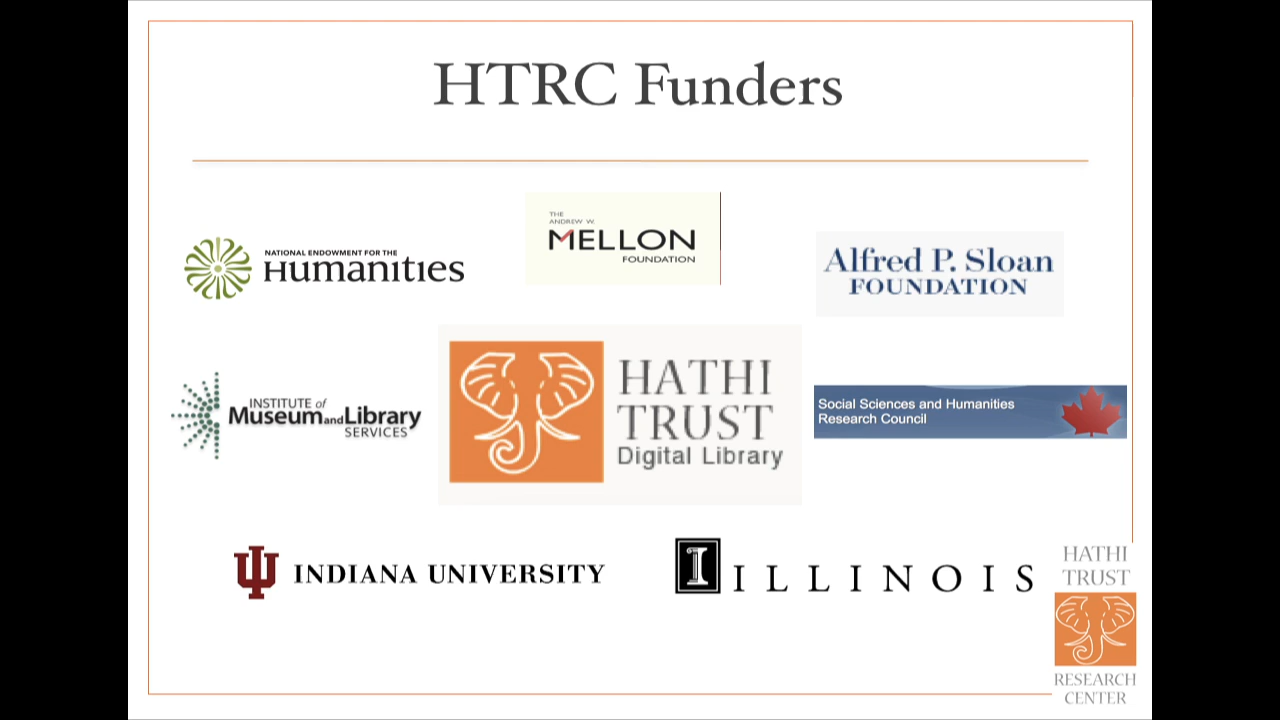 HTRC Funders
NATIONAL ENDOWMENT FOR THE
Humanities
THE
ANDREW W.
MELLON
FOUNDATION
Alfred P. Sloan
FOUNDATION
INSTITUTE of
Museum and Library
SERVICES
HATHI
TRUST
Digital Library
Social Sciences and Humanities
Research Council
INDIANA UNIVERSITY
I ILLINOIS
HATHI
TRUST
RESEARCH
CENTER